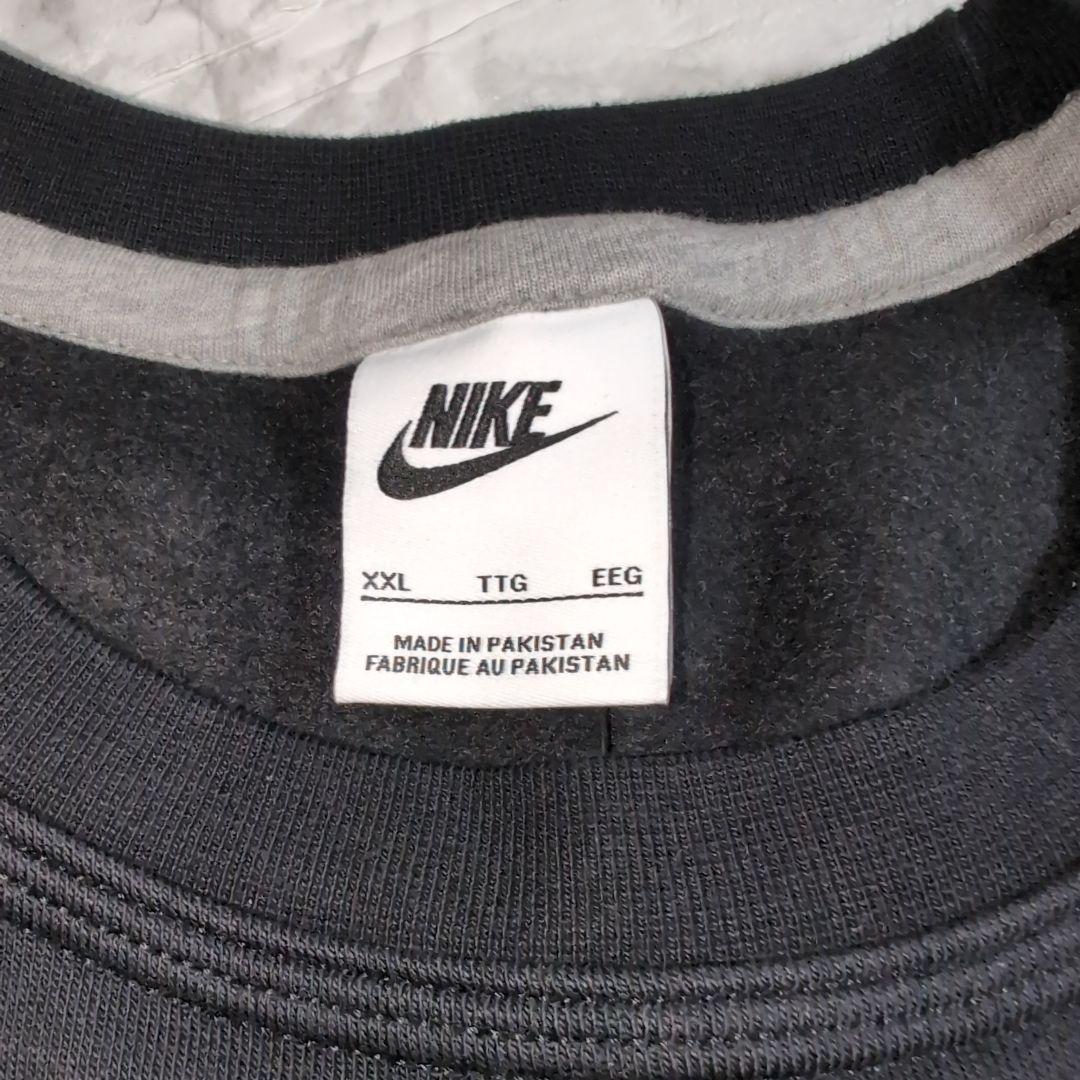 NIKE
XXL TTG EEG
MADE IN PAKISTAN
FABRIQUE AU PAKISTAN